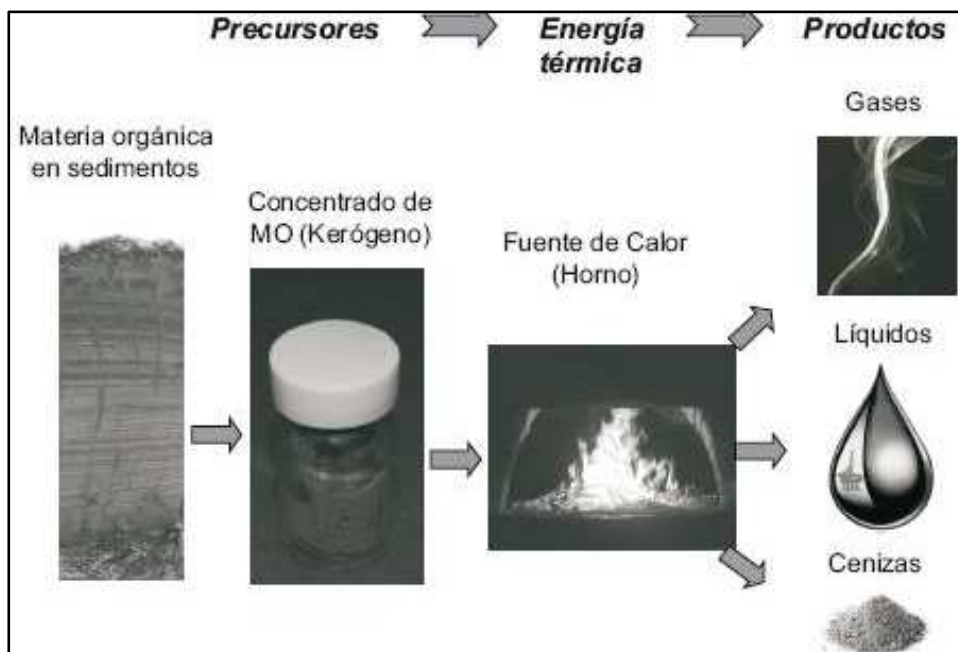 Precursores
Energía
térmica
Productos
Materia orgánica
en sedimentos
Concentrado de
MO (Kerógeno)
Fuente de Calor
(Horno)
Gases
Líquidos
Cenizas